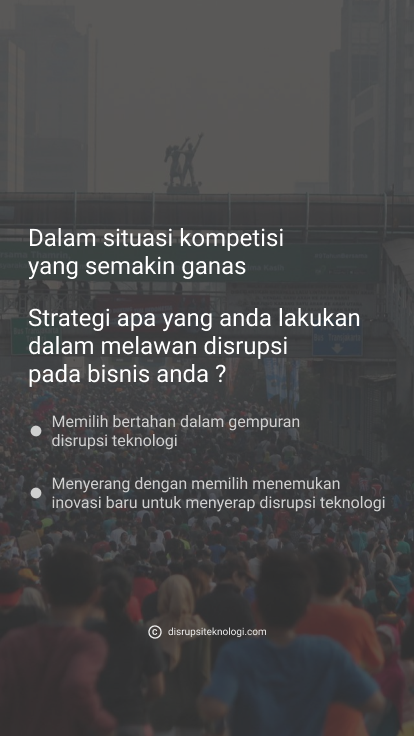 Dalam situasi kompetisi
yang semakin ganas
Strategi apa yang anda lakukan
dalam melawan disrupsi
pada bisnis anda ?
Memilih bertahan dalam gempuran
disrupsi teknologi
Menyerang dengan memilih menemukan
inovasi baru untuk menyerap disrupsi teknologi
© disrupsiteknologi.com